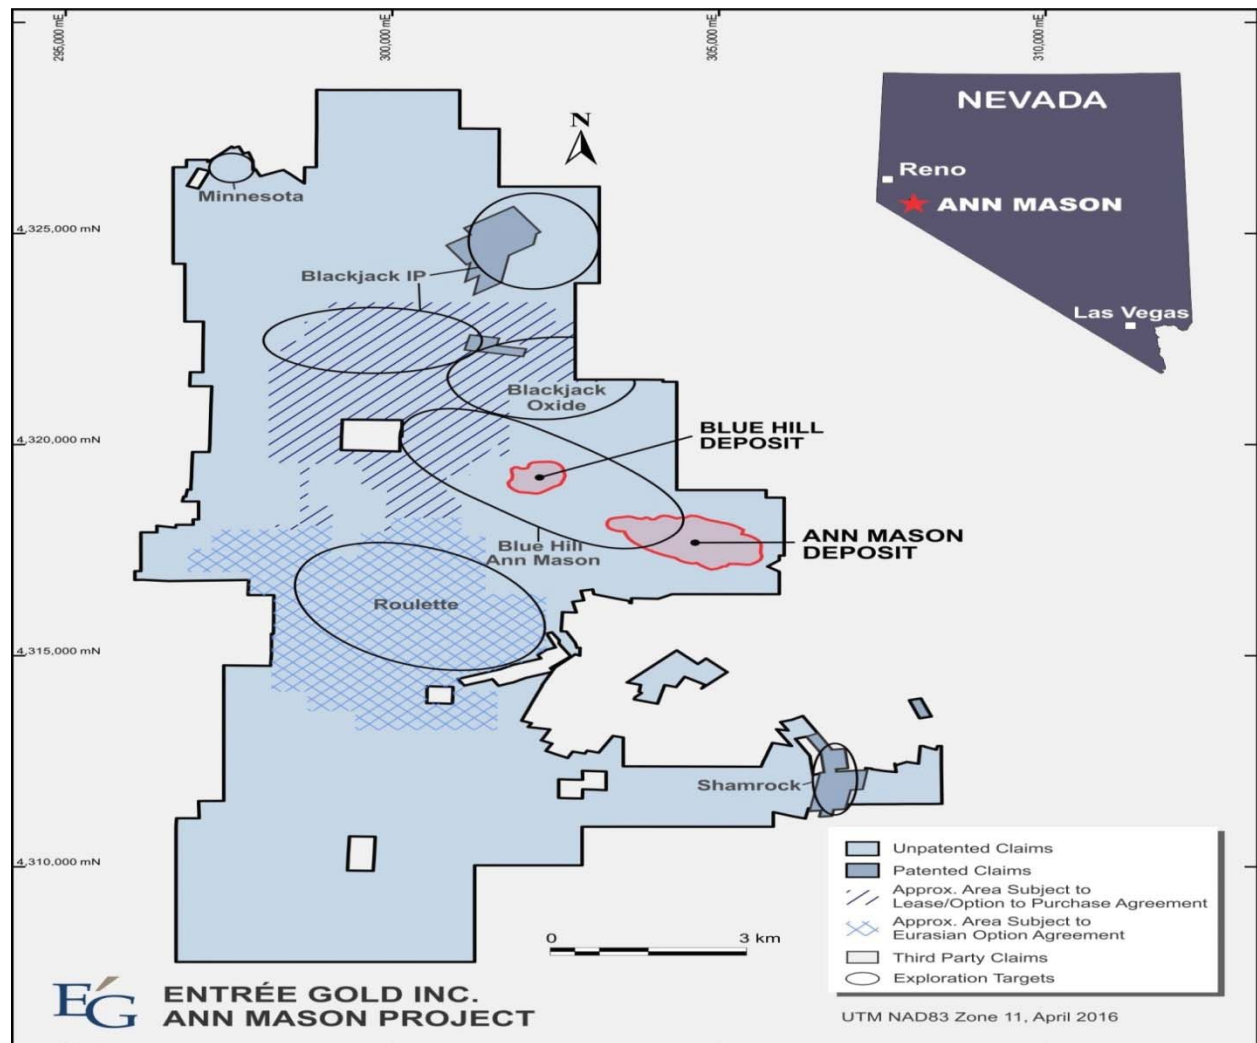 295,000 mE
300,000 mE
305,000 mE
310,000 mE
NEVADA
Reno
ANN MASON
Las Vegas
N
Minnesota
4,325,000 mN
Blackjack IP
Blackjack
Oxide
4,320,000 mN
BLUE HILL
DEPOSIT
ANN MASON
DEPOSIT
Blue Hill
Ann Mason
Roulette
4,315,000 mN
Shamrock
4,310,000 mN
Unpatented Claims
Patented Claims
Approx. Area Subject to
Lease/Option to Purchase Agreement
Approx. Area Subject to
Eurasian Option Agreement
Third Party Claims
Exploration Targets
0 3 km
EG
ENTRÉE GOLD INC.
ANN MASON PROJECT
UTM NAD83 Zone 11, April 2016